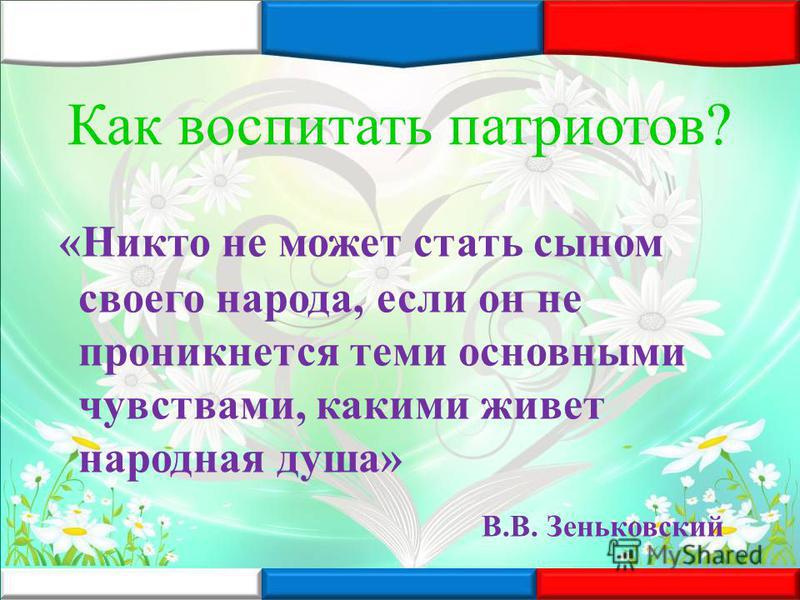 Как воспитать патриотов?
«Никто не может стать сыном
своего народа, если он не
проникнется теми основными
чувствами, какими живет
народная душа»
В.В. Зеньковский
MyShared